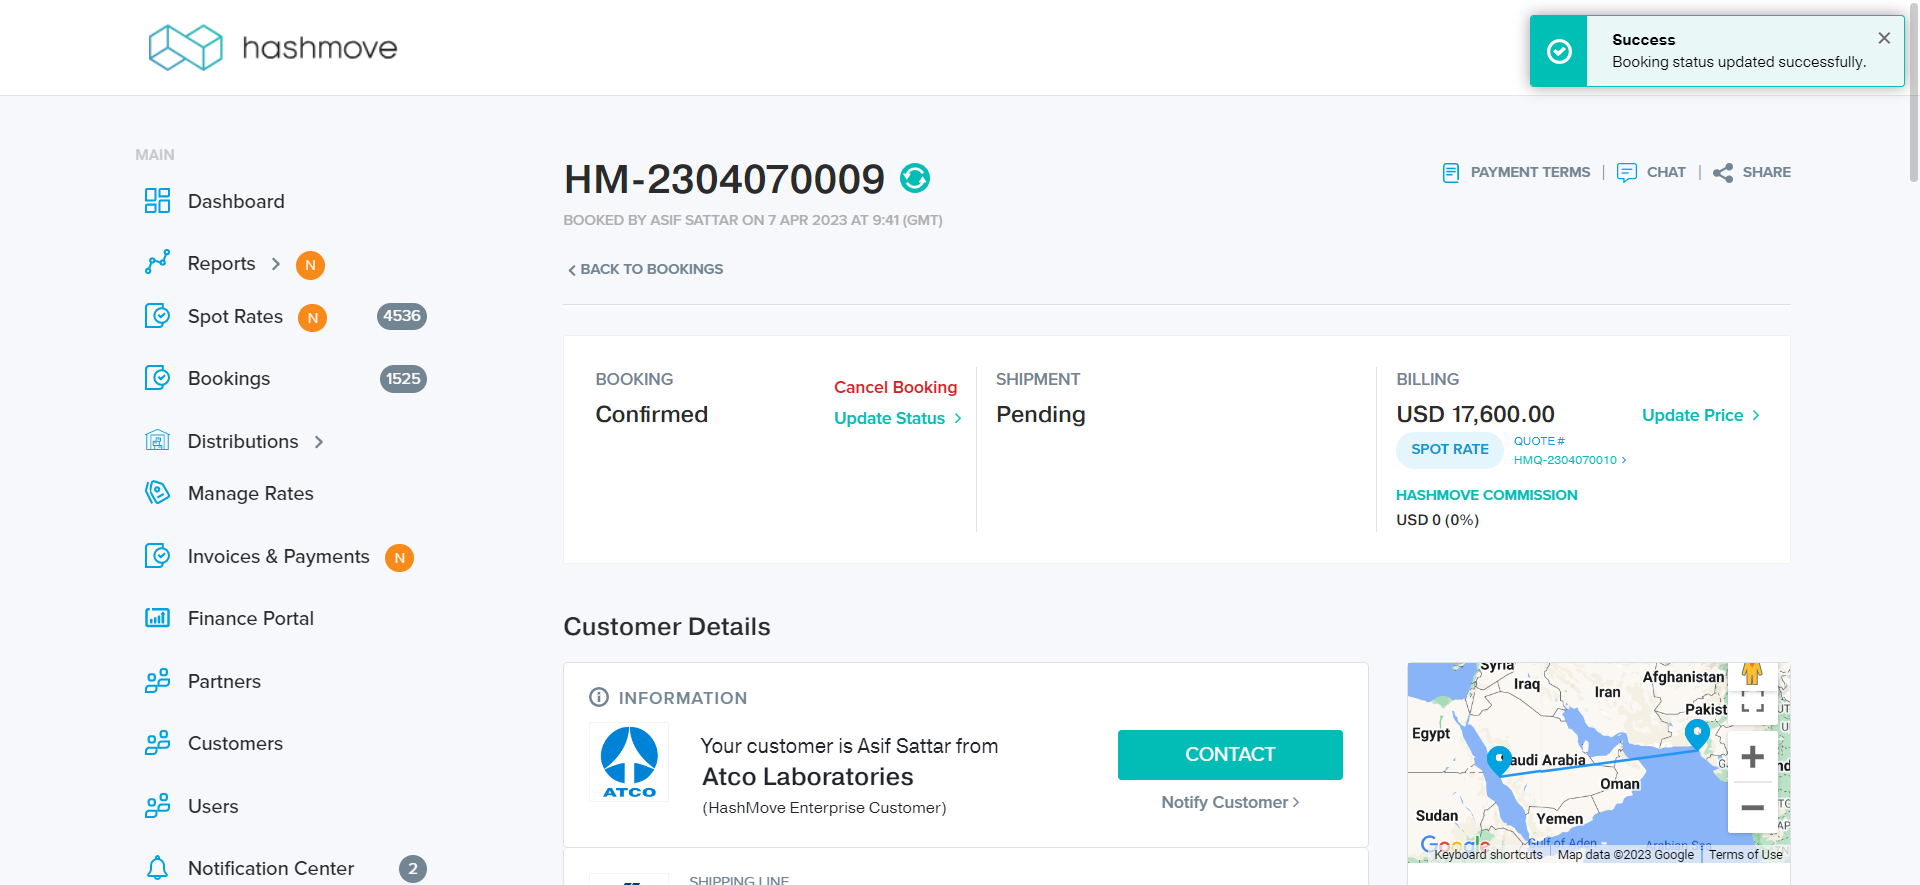 hashmove
Success
Booking status updated successfully.
MAIN
Dashboard
Reports N
Spot Rates N 4536
Bookings 1525
Distributions
Manage Rates
Invoices & Payments N
Finance Portal
Partners
Customers
Users
Notification Center 2
HM-2304070009
BOOKED BY ASIF SATTAR ON 7 APR 2023 AT 9:41 (GMT)
PAYMENT TERMS | CHAT | SHARE
BACK TO BOOKINGS
BOOKING
Confirmed
Cancel Booking
Update Status >
SHIPMENT
Pending
BILLING
USD 17,600.00
Update Price >
SPOT RATE
QUOTE #
HMQ-2304070010 >
HASHMOVE COMMISSION
USD 0 (0%)
Customer Details
INFORMATION
ATCO
Your customer is Asif Sattar from
Atco Laboratories
(HashMove Enterprise Customer)
CONTACT
Notify Customer >
SHIPPING LINE
Syria
Iraq
Iran
Afghanistan
Pakist
Egypt
audi Arabia
Oman
Sudan
Yemen
Gulf of Aden
Arabian Sea
Google
Keyboard shortcuts
Map data ©2023 Google
Terms of Use